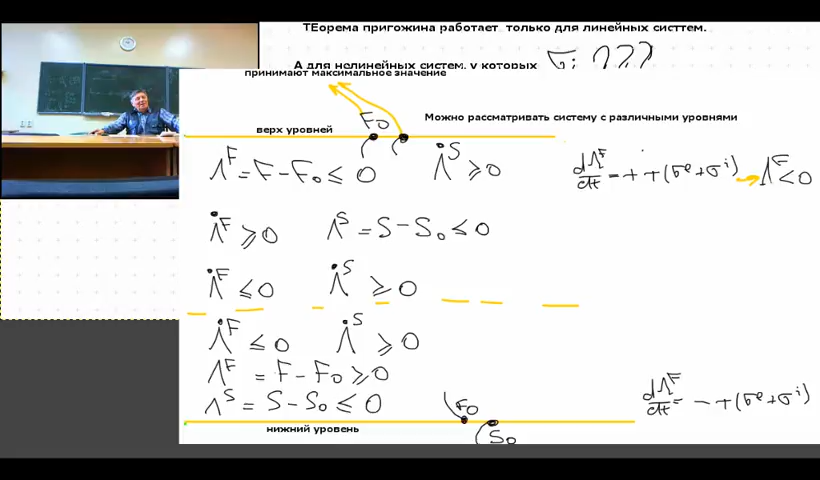 ТЕорема пригожина работает только для линейных систтем.
А для нелинейных систем, у которых σi ???
принимают максимальное значение
Можно рассматривать систему с различными уровнями
F₀
верх уровней
Λ^F = F - F₀ ≤ 0   Λ̇^S ≥ 0   dΛ^F/dt = + T(σ^e + σ^i) → Λ^F < 0
Λ̇^F ≥ 0   Λ^S = S - S₀ ≤ 0
Λ̇^F ≤ 0   Λ̇^S ≥ 0
Λ̇^F ≤ 0   Λ̇^S ≥ 0
Λ^F = F - F₀ ≥ 0
Λ^S = S - S₀ ≤ 0   F₀   dΛ^F/dt = - T(σ^e + σ^i)
нижний уровень   S₀